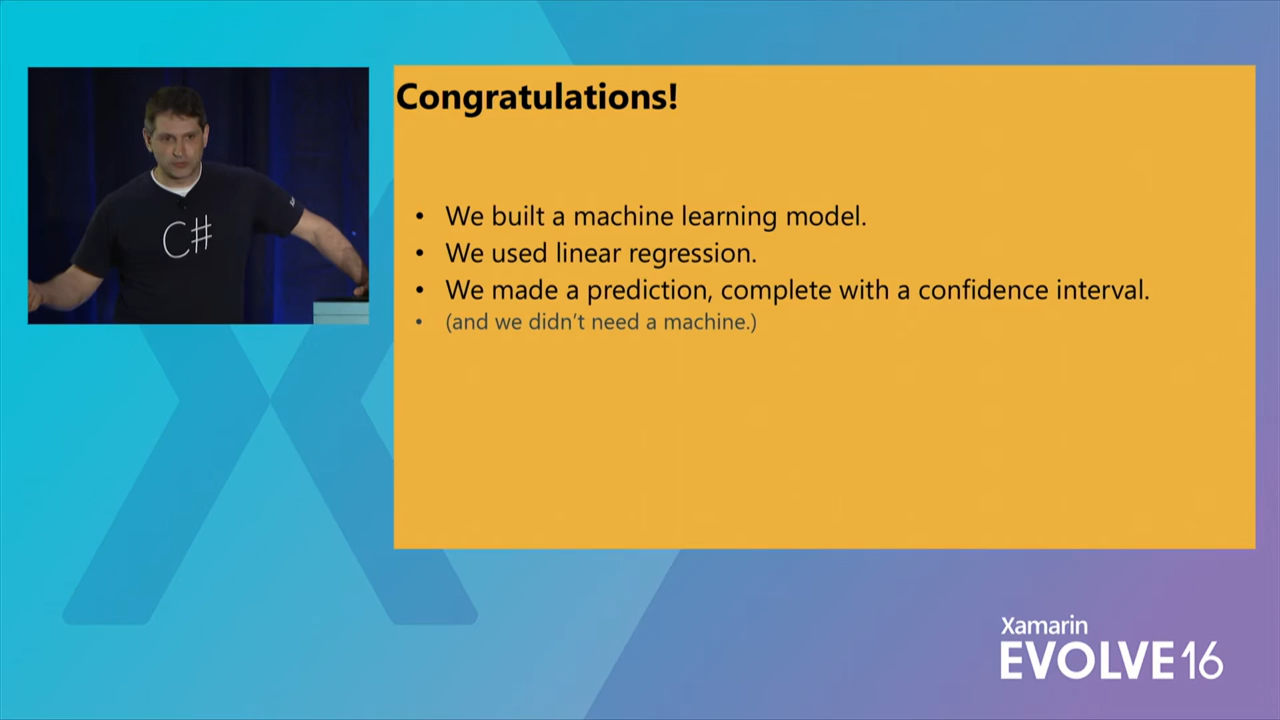 Congratulations!
• We built a machine learning model.
• We used linear regression.
• We made a prediction, complete with a confidence interval.
• (and we didn't need a machine.)
C#
Xamarin
EVOLVE 16